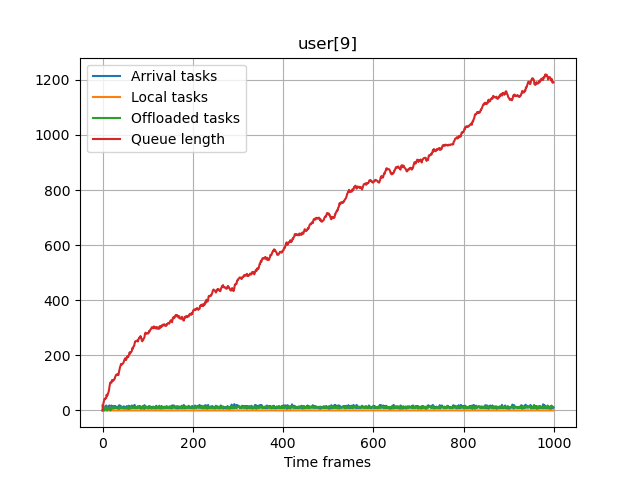 user[9]
Arrival tasks
Local tasks
Offloaded tasks
Queue length
1200
1000
800
600
400
200
0
0 200 400 600 800 1000
Time frames